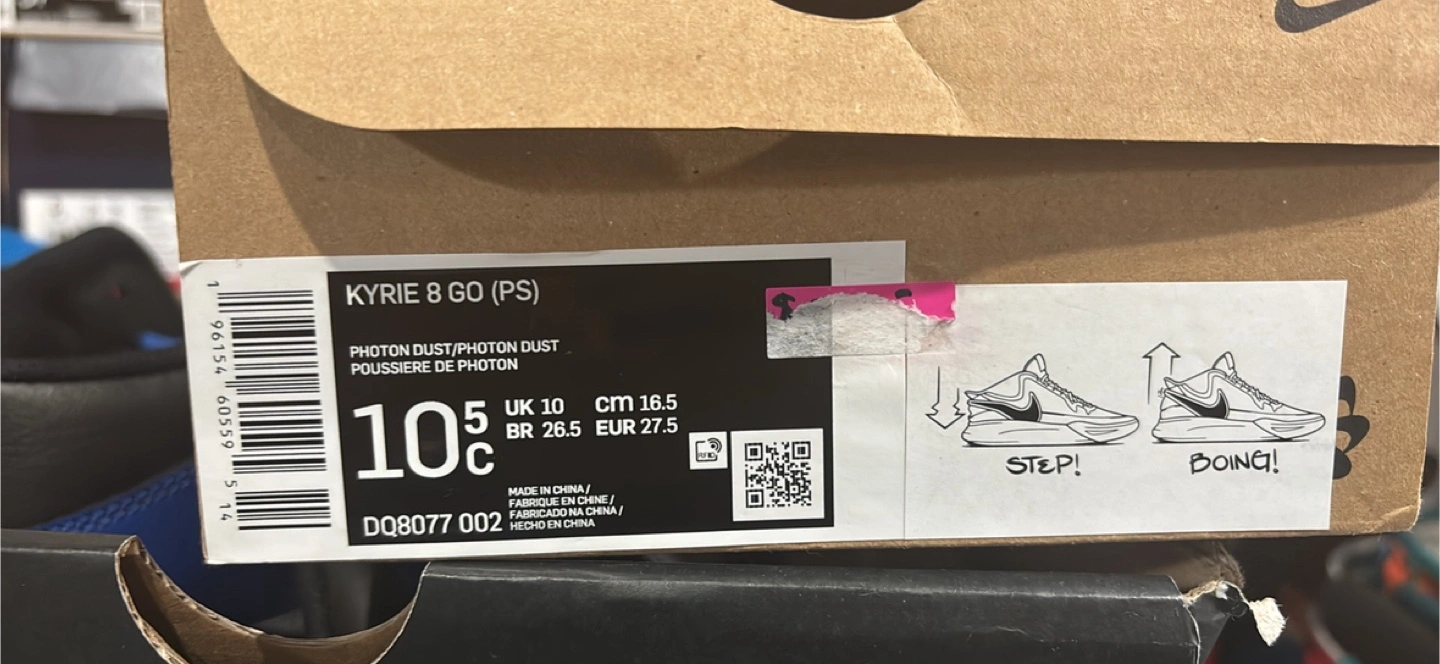 KYRIE 8 GO (PS)
PHOTON DUST/PHOTON DUST
POUSSIERE DE PHOTON
10 5 C
UK 10 cm 16.5
BR 26.5 EUR 27.5
RFID
MADE IN CHINA /
FABRIQUE EN CHINE /
FABRICADO NA CHINA /
HECHO EN CHINA
DQ8077 002
1 96154 60559 5 14
STEP!
BOING!